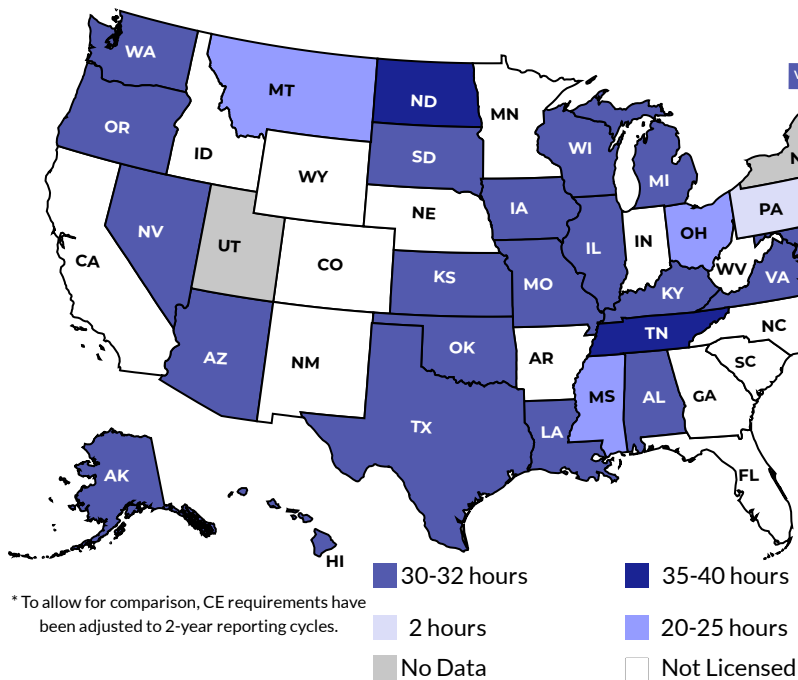 WA
MT
ND
MN
V
OR
ID
SD
WI
MI
N
WY
IA
PA
NE
NV
UT
IL
IN
OH
CA
CO
KS
MO
WV
VA
KY
AZ
NM
OK
AR
TN
NC
SC
TX
LA
MS
AL
GA
AK
FL
HI
30-32 hours
35-40 hours
* To allow for comparison, CE requirements have
been adjusted to 2-year reporting cycles.
2 hours
20-25 hours
No Data
Not Licensed